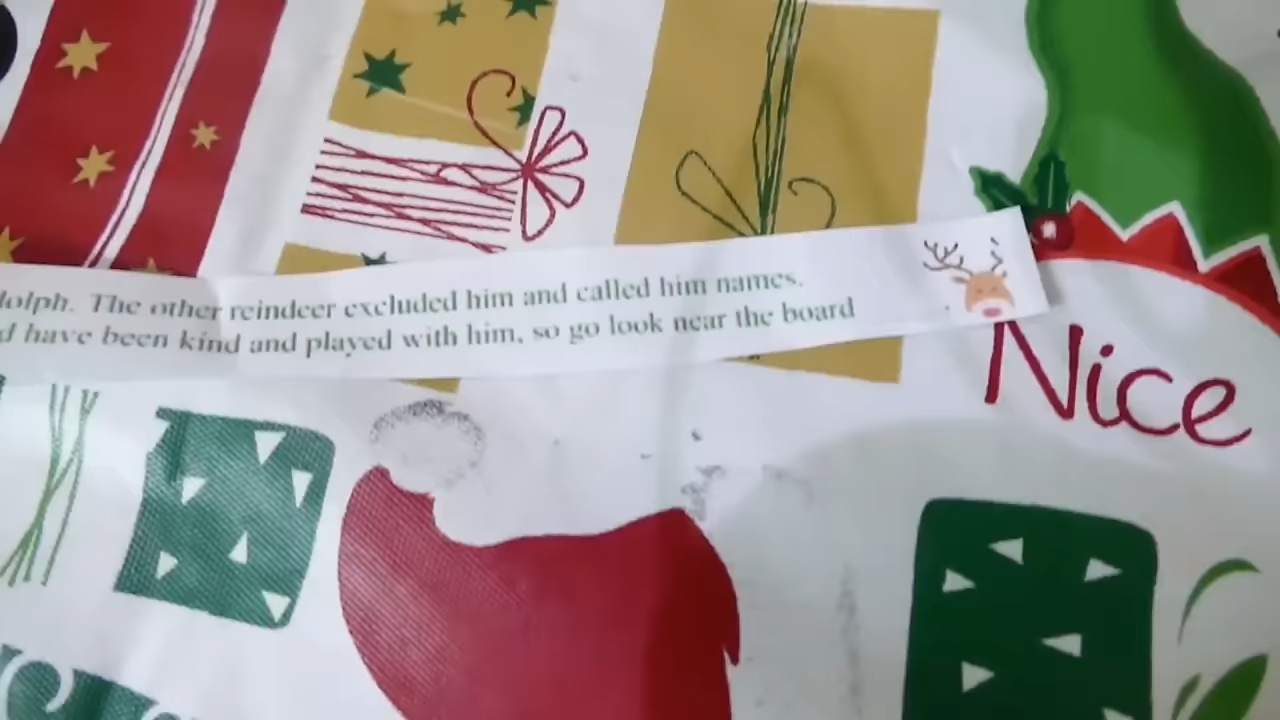 The other reindeer excluded him and called him names.
have been kind and played with him, so go look near the board
Nice